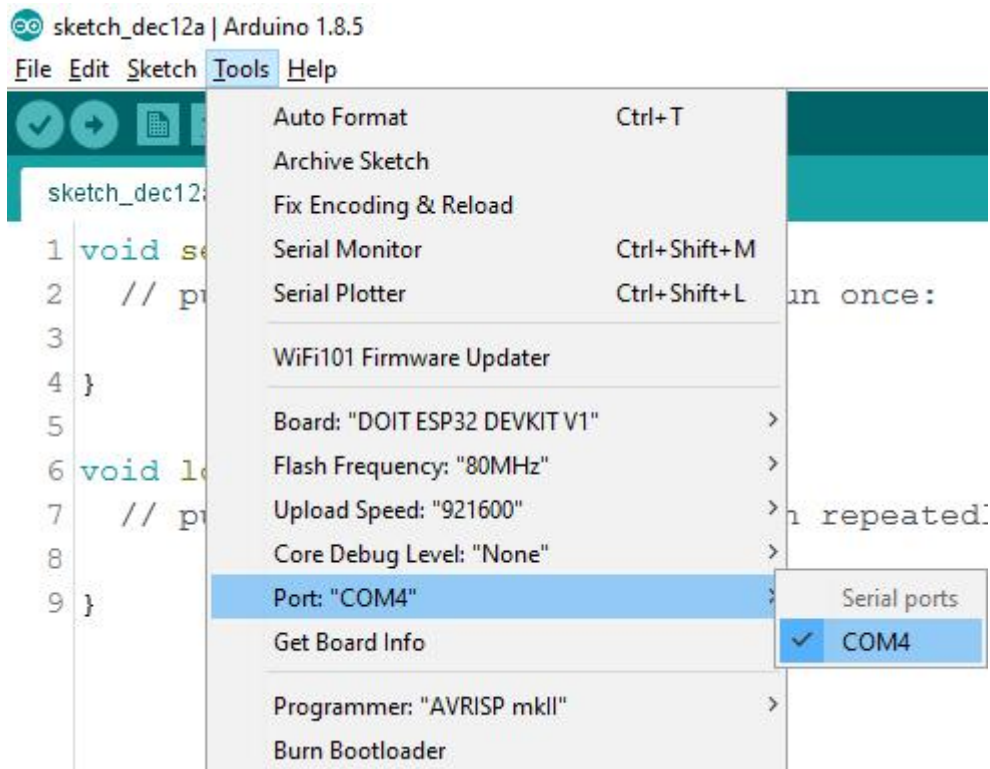 sketch_dec12a | Arduino 1.8.5
File Edit Sketch Tools Help
Auto Format Ctrl+T
Archive Sketch
sketch_dec12a
Fix Encoding & Reload
1 void se
Serial Monitor Ctrl+Shift+M
2 // pu
Serial Plotter Ctrl+Shift+L
un once:
3
WiFi101 Firmware Updater
4 }
5
Board: "DOIT ESP32 DEVKIT V1"
6 void lo
Flash Frequency: "80MHz"
7 // pu
Upload Speed: "921600"
n repeatedl
8
Core Debug Level: "None"
9 }
Port: "COM4"
Serial ports
Get Board Info
COM4
Programmer: "AVRISP mkII"
Burn Bootloader